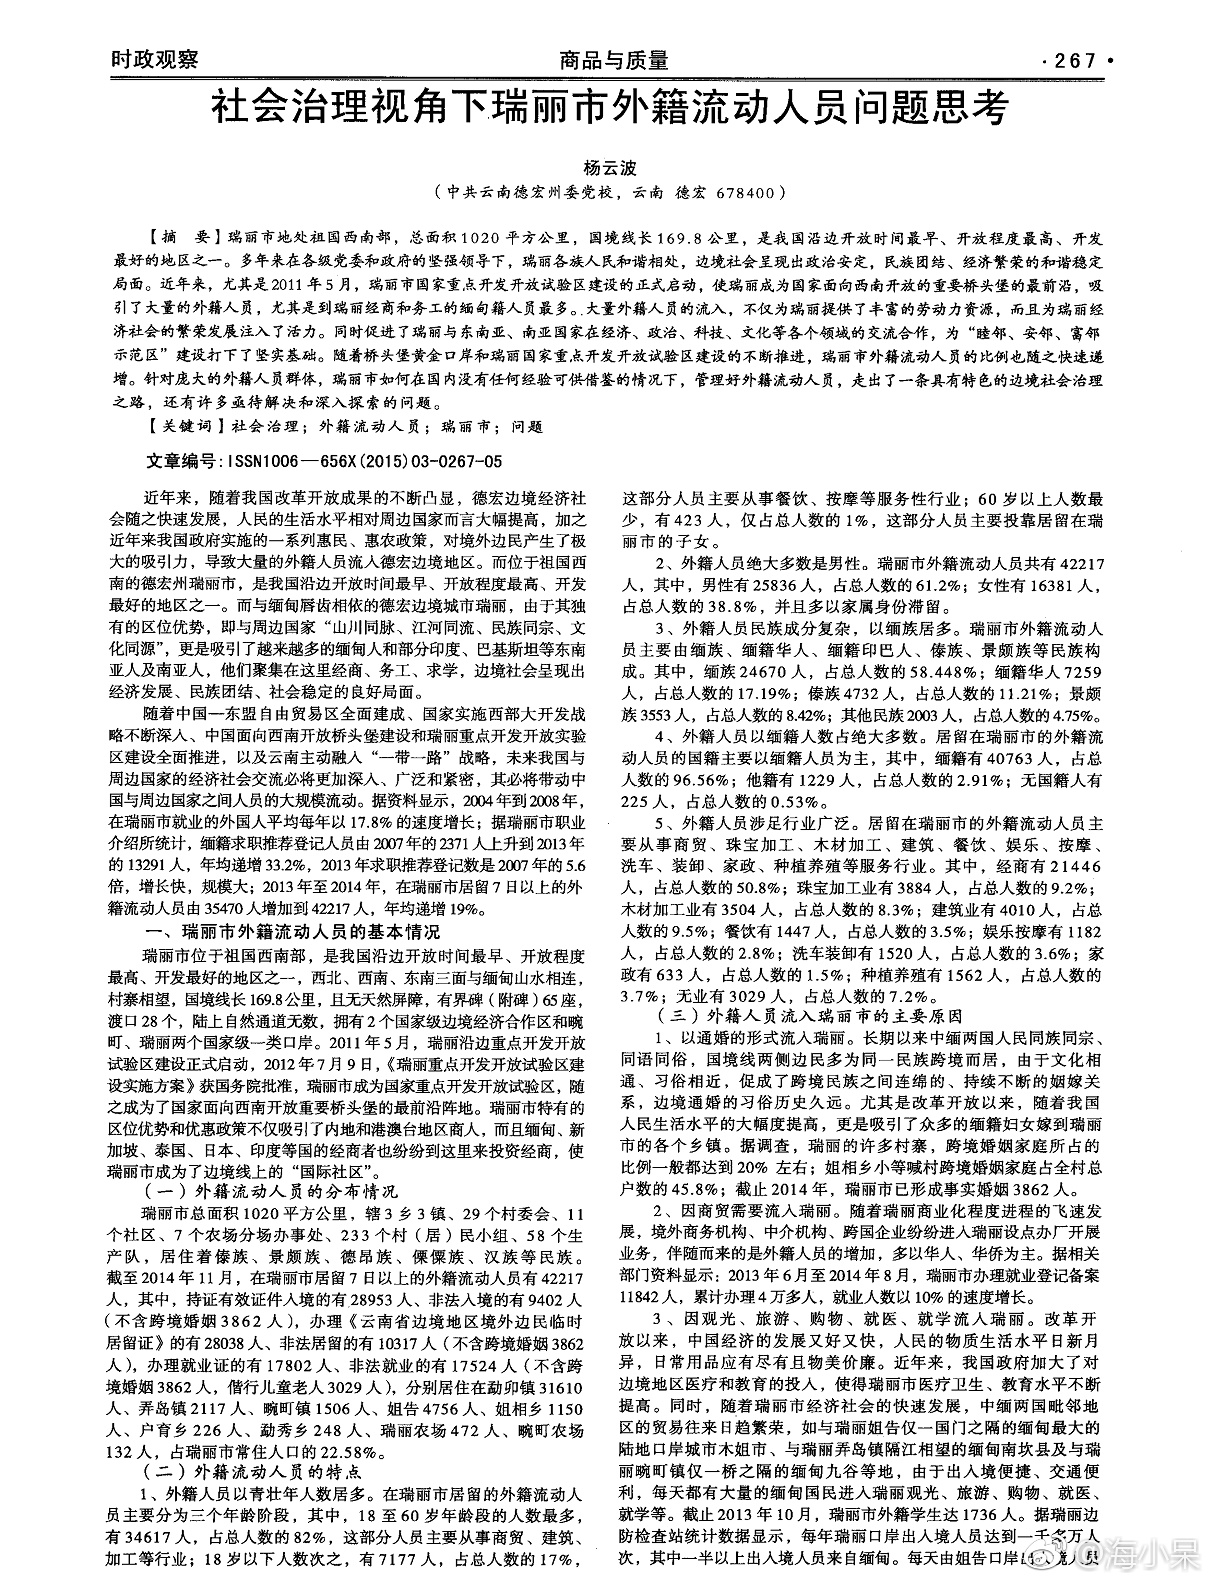 时政观察
商品与质量
·267·
社会治理视角下瑞丽市外籍流动人员问题思考
杨云波
（中共云南德宏州委党校，云南 德宏 678400）
【摘 要】瑞丽市地处祖国西南部，总面积1020平方公里，国境线长169.8公里，是我国沿边开放时间最早、开放程度最高、开发
最好的地区之一。多年来在各级党委和政府的坚强领导下，瑞丽各族人民和谐相处，边境社会呈现出政治安定，民族团结、经济繁荣的和谐稳定
局面。近年来，尤其是2011年5月，瑞丽市国家重点开发开放试验区建设的正式启动，使瑞丽成为国家面向西南开放的重要桥头堡的最前沿，吸
引了大量的外籍人员，尤其是到瑞丽经商和务工的缅甸籍人员最多。大量外籍人员的流入，不仅为瑞丽提供了丰富的劳动力资源，而且为瑞丽经
济社会的繁荣发展注入了活力。同时促进了瑞丽与东南亚、南亚国家在经济、政治、科技、文化等各个领域的交流合作，为“睦邻、安邻、富邻
示范区”建设打下了坚实基础。随着桥头堡黄金口岸和瑞丽国家重点开发开放试验区建设的不断推进，瑞丽市外籍流动人员的比例也随之快速递
增。针对庞大的外籍人员群体，瑞丽市如何在国内没有任何经验可供借鉴的情况下，管理好外籍流动人员，走出了一条具有特色的边境社会治理
之路，还有许多亟待解决和深入探索的问题。
【关键词】社会治理；外籍流动人员；瑞丽市；问题
文章编号：ISSN1006—656X(2015)03-0267-05
近年来，随着我国改革开放成果的不断凸显，德宏边境经济社
会随之快速发展，人民的生活水平相对周边国家而言大幅提高，加之
近年来我国政府实施的一系列惠民、惠农政策，对境外边民产生了极
大的吸引力，导致大量的外籍人员流入德宏边境地区。而位于祖国西
南的德宏州瑞丽市，是我国沿边开放时间最早、开放程度最高、开发
最好的地区之一。而与缅甸唇齿相依的德宏边境城市瑞丽，由于其独
有的区位优势，即与周边国家“山川同脉、江河同流、民族同宗、文
化同源”，更是吸引了越来越多的缅甸人和部分印度、巴基斯坦等东南
亚人及南亚人，他们聚集在这里经商、务工、求学，边境社会呈现出
经济发展、民族团结、社会稳定的良好局面。
随着中国—东盟自由贸易区全面建成、国家实施西部大开发战
略不断深入、中国面向西南开放桥头堡建设和瑞丽重点开发开放实验
区建设全面推进，以及云南主动融入“一带一路”战略，未来我国与
周边国家的经济社会交流必将更加深入、广泛和紧密，其必将带动中
国与周边国家之间人员的大规模流动。据资料显示，2004年到2008年，
在瑞丽市就业的外国人平均每年以17.8%的速度增长；据瑞丽市职业
介绍所统计，缅籍求职推荐登记人员由2007年的2371人上升到2013年
的13291人，年均递增33.2%，2013年求职推荐登记数是2007年的5.6
倍，增长快，规模大；2013年至2014年，在瑞丽市居留7日以上的外
籍流动人员由35470人增加到42217人，年均递增19%。
一、瑞丽市外籍流动人员的基本情况
瑞丽市位于祖国西南部，是我国沿边开放时间最早、开放程度
最高、开发最好的地区之一，西北、西南、东南三面与缅甸山水相连，
村寨相望，国境线长169.8公里，且无天然屏障，有界碑（附碑）65座，
渡口28个，陆上自然通道无数，拥有2个国家级边境经济合作区和畹
町、瑞丽两个国家级一类口岸。2011年5月，瑞丽沿边重点开发开放
试验区建设正式启动，2012年7月9日，《瑞丽重点开发开放试验区建
设实施方案》获国务院批准，瑞丽市成为国家重点开发开放试验区，随
之成为了国家面向西南开放重要桥头堡的最前沿阵地。瑞丽市特有的
区位优势和优惠政策不仅吸引了内地和港澳台地区商人，而且缅甸、新
加坡、泰国、日本、印度等国的经商者也纷纷到这里来投资经商，使
瑞丽市成为了边境线上的“国际社区”。
（一）外籍流动人员的分布情况
瑞丽市总面积1020平方公里，辖3乡3镇、29个村委会、11
个社区、7个农场分场办事处、233个村（居）民小组、58个生
产队，居住着傣族、景颇族、德昂族、傈僳族、汉族等民族。
截至2014年11月，在瑞丽市居留7日以上的外籍流动人员有42217
人，其中，持证有效证件入境的有28953人、非法入境的有9402人
（不含跨境婚姻3862人），办理《云南省边境地区境外边民临时
居留证》的有28038人、非法居留的有10317人（不含跨境婚姻3862
人），办理就业证的有17802人、非法就业的有17524人（不含跨
境婚姻3862人，偕行儿童老人3029人），分别居住在勐卯镇31610
人、弄岛镇2117人、畹町镇1506人、姐告4756人、姐相乡1150
人、户育乡226人、勐秀乡248人、瑞丽农场472人、畹町农场
132人，占瑞丽市常住人口的22.58%。
（二）外籍流动人员的特点
1、外籍人员以青壮年人数居多。在瑞丽市居留的外籍流动人
员主要分为三个年龄阶段，其中，18至60岁年龄段的人数最多，
有34617人，占总人数的82%，这部分人员主要从事商贸、建筑、
加工等行业；18岁以下人数次之，有7177人，占总人数的17%，
这部分人员主要从事餐饮、按摩等服务性行业；60岁以上人数最
少，有423人，仅占总人数的1%，这部分人员主要投靠居留在瑞
丽市的子女。
2、外籍人员绝大多数是男性。瑞丽市外籍流动人员共有42217
人，其中，男性有25836人，占总人数的61.2%；女性有16381人，
占总人数的38.8%，并且多以家属身份滞留。
3、外籍人员民族成分复杂，以缅族居多。瑞丽市外籍流动人
员主要由缅族、缅籍华人、缅籍印巴人、傣族、景颇族等民族构
成。其中，缅族24670人，占总人数的58.448%；缅籍华人7259
人，占总人数的17.19%；傣族4732人，占总人数的11.21%；景颇
族3553人，占总人数的8.42%；其他民族2003人，占总人数的4.75%。
4、外籍人员以缅籍人数占绝大多数。居留在瑞丽市的外籍流
动人员的国籍主要以缅籍人员为主，其中，缅籍有40763人，占总
人数的96.56%；他籍有1229人，占总人数的2.91%；无国籍人有
225人，占总人数的0.53%。
5、外籍人员涉足行业广泛。居留在瑞丽市的外籍流动人员主
要从事商贸、珠宝加工、木材加工、建筑、餐饮、娱乐、按摩、
洗车、装卸、家政、种植养殖等服务行业。其中，经商有21446
人，占总人数的50.8%；珠宝加工业有3884人，占总人数的9.2%；
木材加工业有3504人，占总人数的8.3%；建筑业有4010人，占总
人数的9.5%；餐饮有1447人，占总人数的3.5%；娱乐按摩有1182
人，占总人数的2.8%；洗车装卸有1520人，占总人数的3.6%；家
政有633人，占总人数的1.5%；种植养殖有1562人，占总人数的
3.7%；无业有3029人，占总人数的7.2%。
（三）外籍人员流入瑞丽市的主要原因
1、以通婚的形式流入瑞丽。长期以来中缅两国人民同族同宗、
同语同俗，国境线两侧边民多为同一民族跨境而居，由于文化相
通、习俗相近，促成了跨境民族之间连绵的、持续不断的姻嫁关
系，边境通婚的习俗历史久远。尤其是改革开放以来，随着我国
人民生活水平的大幅度提高，更是吸引了众多的缅籍妇女嫁到瑞丽
市的各个乡镇。据调查，瑞丽的许多村寨，跨境婚姻家庭所占的
比例一般都达到20%左右；姐相乡小等喊村跨境婚姻家庭占全村总
户数的45.8%；截止2014年，瑞丽市已形成事实婚姻3862人。
2、因商贸需要流入瑞丽。随着瑞丽商业化程度进程的飞速发
展，境外商务机构、中介机构、跨国企业纷纷进入瑞丽设点办厂开展
业务，伴随而来的是外籍人员的增加，多以华人、华侨为主。据相关
部门资料显示：2013年6月至2014年8月，瑞丽市办理就业登记备案
11842人，累计办理4万多人，就业人数以10%的速度增长。
3、因观光、旅游、购物、就医、就学流入瑞丽。改革开
放以来，中国经济的发展又好又快，人民的物质生活水平日新月
异，日常用品应有尽有且物美价廉。近年来，我国政府加大了对
边境地区医疗和教育的投入，使得瑞丽市医疗卫生、教育水平不断
提高。同时，随着瑞丽市经济社会的快速发展，中缅两国毗邻地
区的贸易往来日趋繁荣，如与瑞丽姐告仅一国门之隔的缅甸最大的
陆地口岸城市木姐市、与瑞丽弄岛镇隔江相望的缅甸南坎县及与瑞
丽畹町镇仅一桥之隔的缅甸九谷等地，由于出入境便捷、交通便
利，每天都有大量的缅甸国民进入瑞丽观光、旅游、购物、就医、
就学等。截止2013年10月，瑞丽市外籍学生达1736人。据瑞丽边
防检查站统计数据显示，每年瑞丽口岸出入境人员达到一千多万人
次，其中一半以上出入境人员来自缅甸。每天由姐告口岸出入境人员
@海小呆